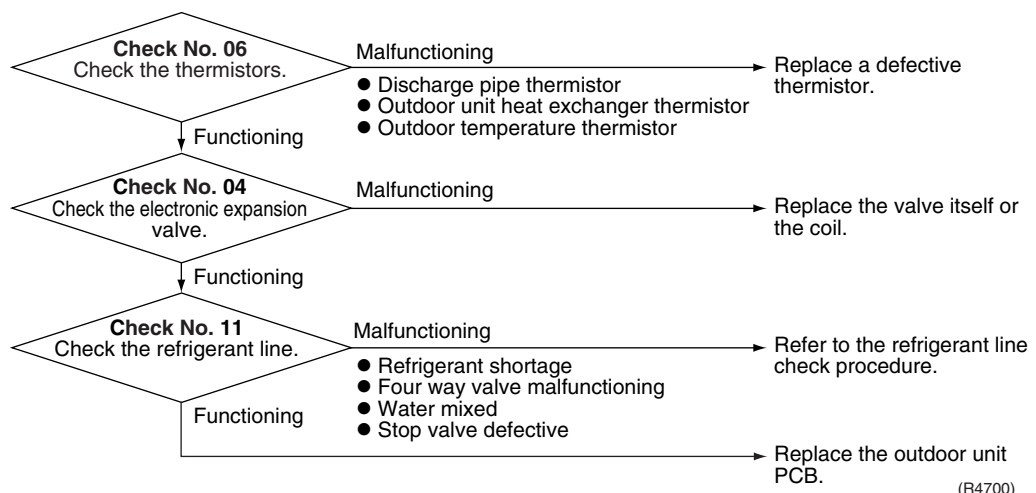 Check No. 06
Check the thermistors.
Malfunctioning
● Discharge pipe thermistor
● Outdoor unit heat exchanger thermistor
● Outdoor temperature thermistor
Replace a defective
thermistor.
Functioning
Check No. 04
Check the electronic expansion
valve.
Malfunctioning
Replace the valve itself or
the coil.
Functioning
Check No. 11
Check the refrigerant line.
Malfunctioning
● Refrigerant shortage
● Four way valve malfunctioning
● Water mixed
● Stop valve defective
Refer to the refrigerant line
check procedure.
Functioning
Replace the outdoor unit
PCB.
(R4700)